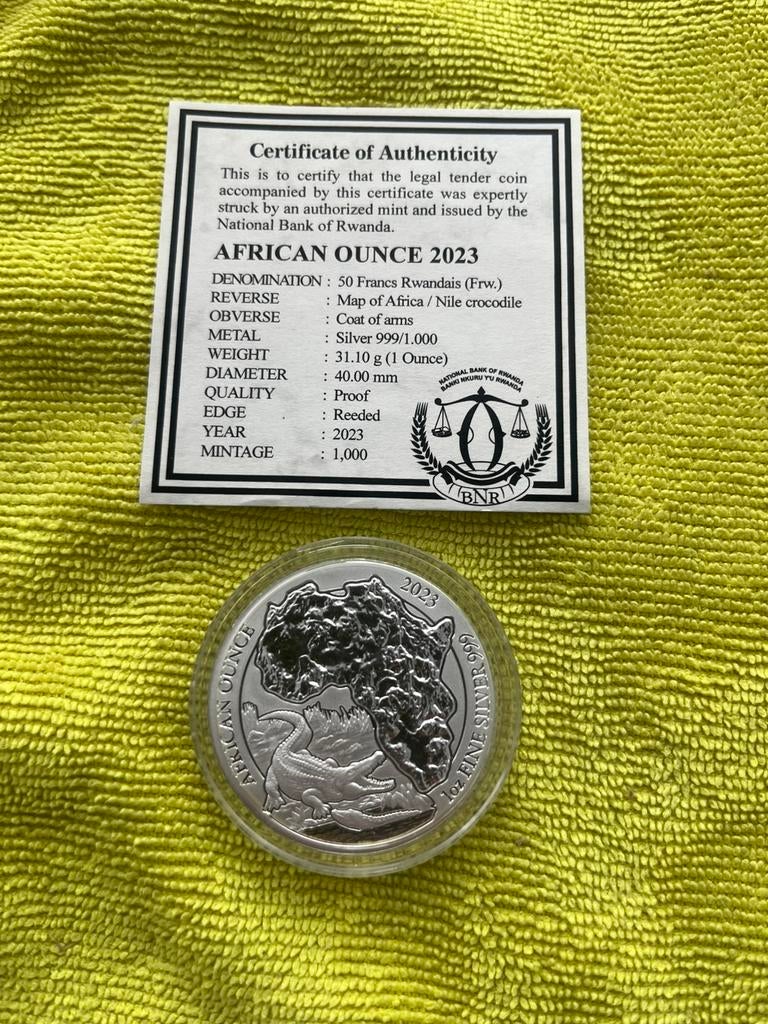 Certificate of Authenticity
This is to certify that the legal tender coin
accompanied by this certificate was expertly
struck by an authorized mint and issued by the
National Bank of Rwanda.
AFRICAN OUNCE 2023
DENOMINATION : 50 Francs Rwandais (Frw.)
REVERSE : Map of Africa / Nile crocodile
OBVERSE : Coat of arms
METAL : Silver 999/1.000
WEIGHT : 31.10 g (1 Ounce)
DIAMETER : 40.00 mm
QUALITY : Proof
EDGE : Reeded
YEAR : 2023
MINTAGE : 1,000
NATIONAL BANK OF RWANDA
BANKI NKURU Y'U RWANDA
BNR
AFRICAN OUNCE
2023
1oz FINE SILVER 999